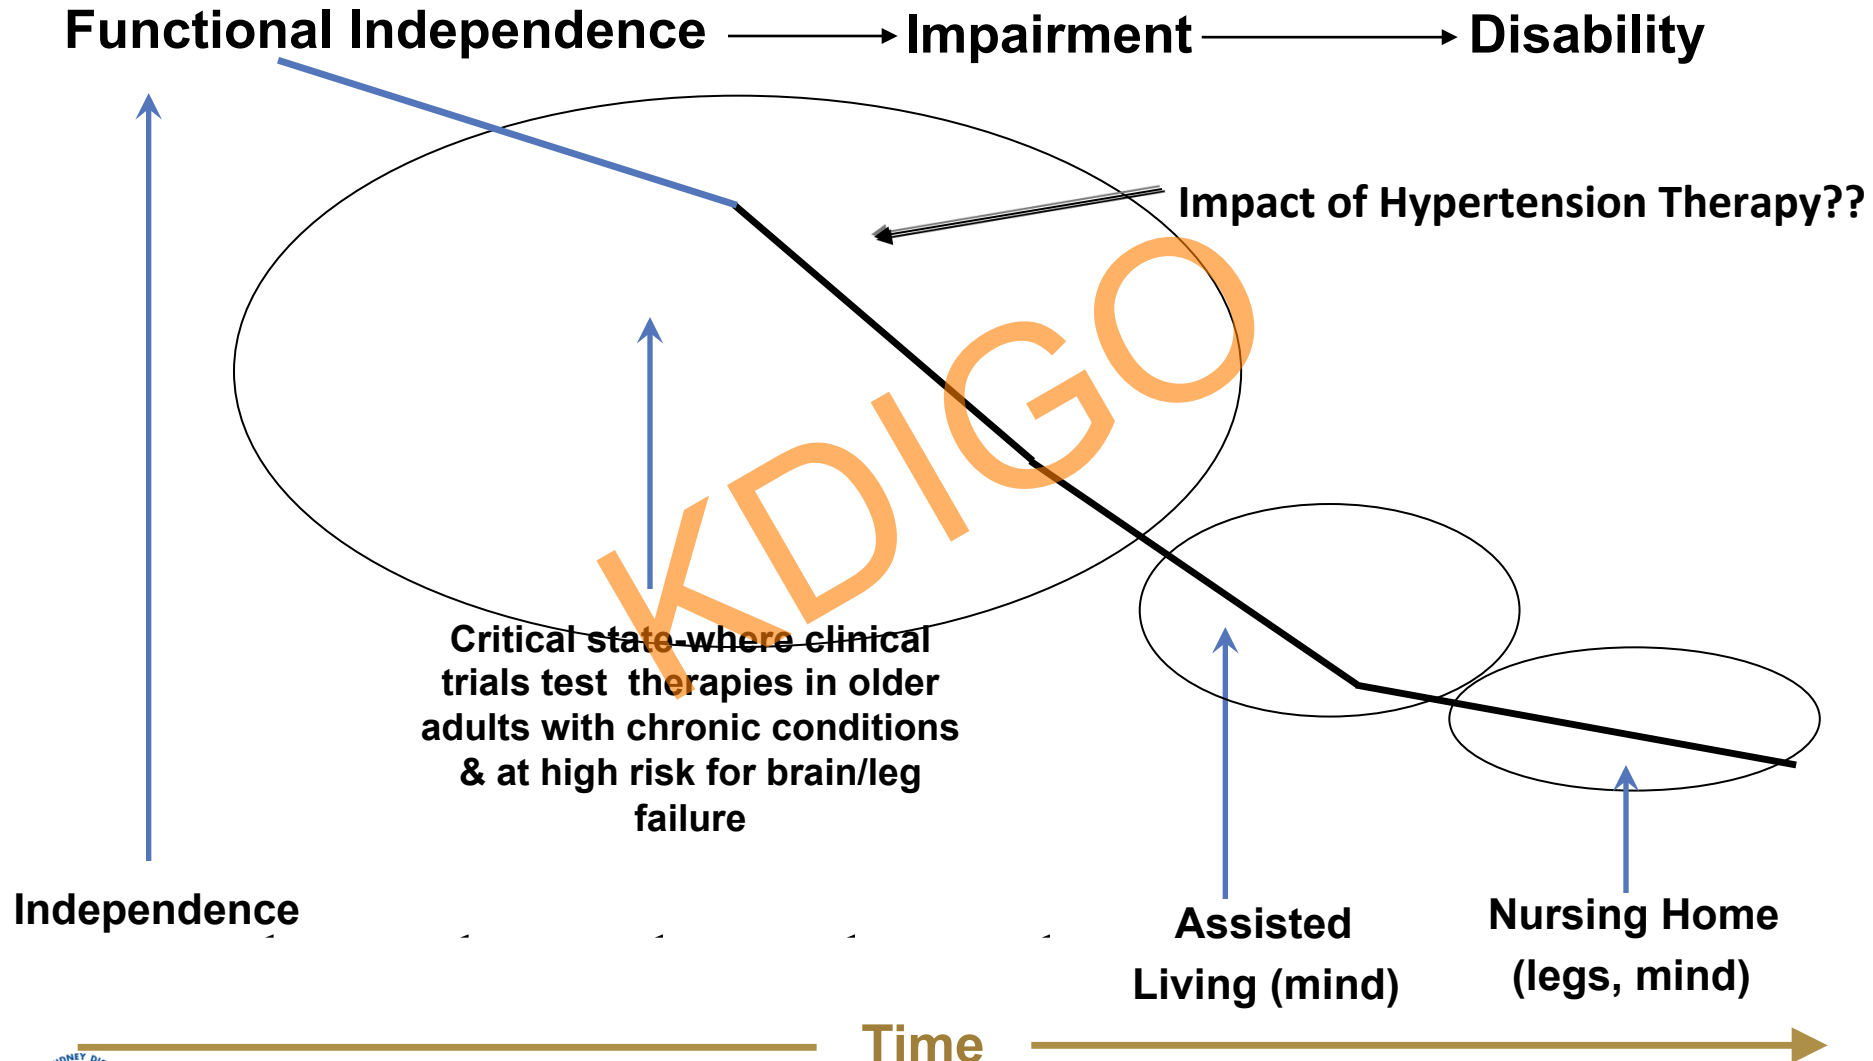 Functional Independence Impairment Disability
Impact of Hypertension Therapy??
KDIGO
Critical state-where clinical
trials test therapies in older
adults with chronic conditions
& at high risk for brain/leg
failure
Independence
Assisted
Living (mind)
Nursing Home
(legs, mind)
Time